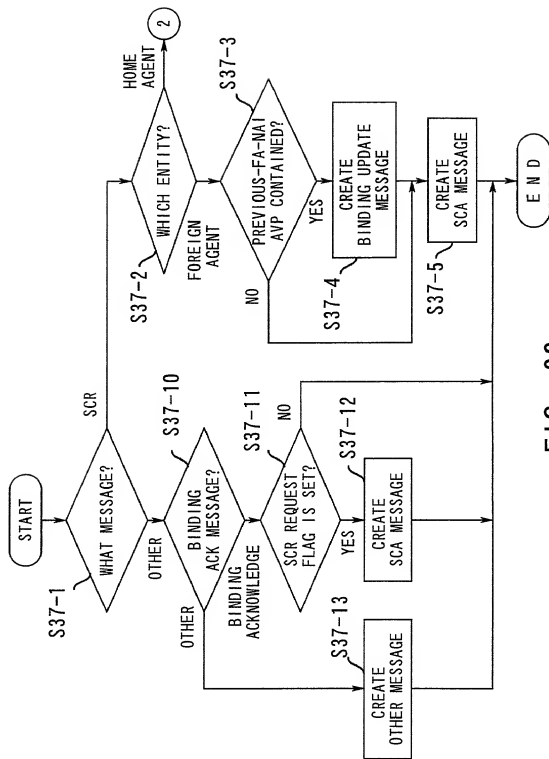 START
S37-1
WHAT MESSAGE?
SCR
OTHER
S37-2
WHICH ENTITY?
HOME
AGENT
2
FOREIGN
AGENT
S37-3
PREVIOUS-FA-NAI
AVP CONTAINED?
NO
YES
S37-4
CREATE
BINDING UPDATE
MESSAGE
S37-5
CREATE
SCA MESSAGE
S37-10
BINDING
ACK MESSAGE?
OTHER
BINDING
ACKNOWLEDGE
S37-11
SCR REQUEST
FLAG IS SET?
NO
YES
S37-12
CREATE
SCA MESSAGE
S37-13
CREATE
OTHER MESSAGE
END
FIG.